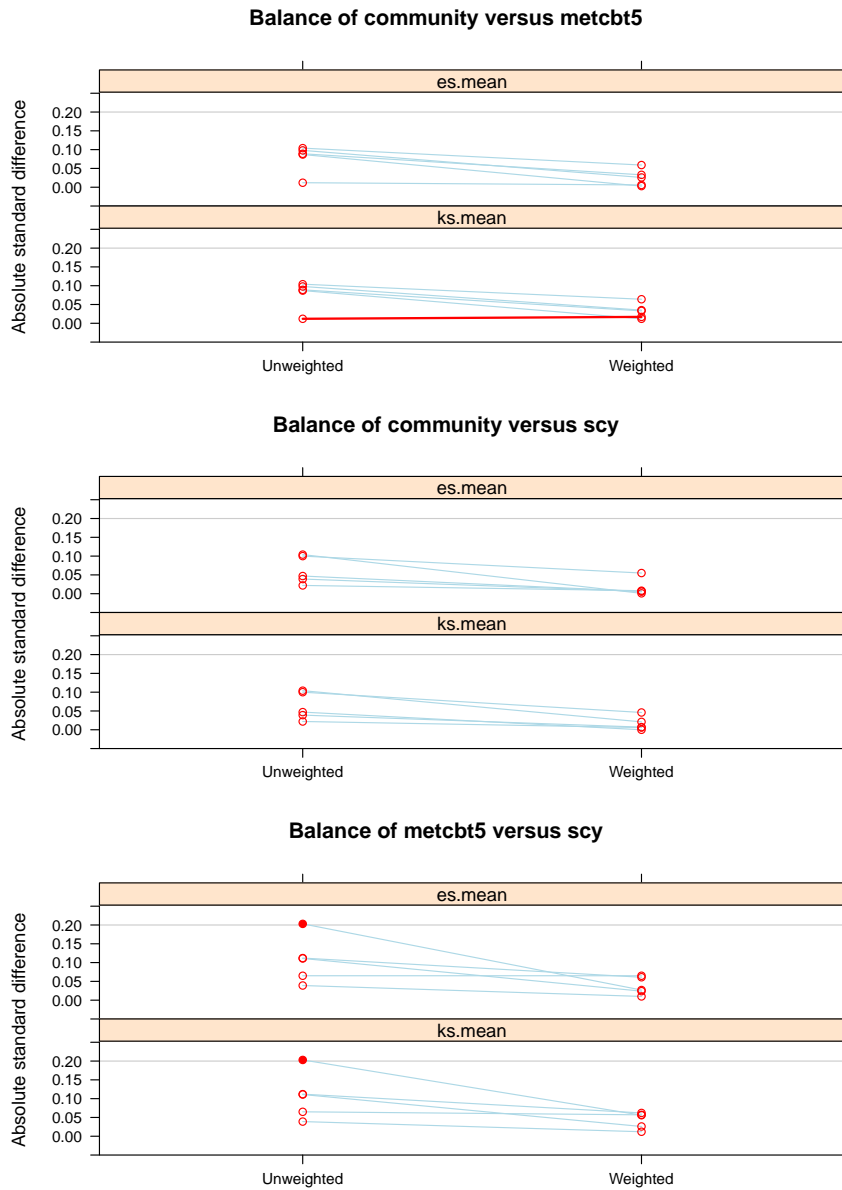 Balance of community versus metcbt5
es.mean
0.20
0.15
0.10
0.05
0.00
ks.mean
0.20
0.15
0.10
0.05
0.00
Absolute standard difference
Unweighted Weighted
Balance of community versus scy
es.mean
0.20
0.15
0.10
0.05
0.00
ks.mean
0.20
0.15
0.10
0.05
0.00
Absolute standard difference
Unweighted Weighted
Balance of metcbt5 versus scy
es.mean
0.20
0.15
0.10
0.05
0.00
ks.mean
0.20
0.15
0.10
0.05
0.00
Absolute standard difference
Unweighted Weighted